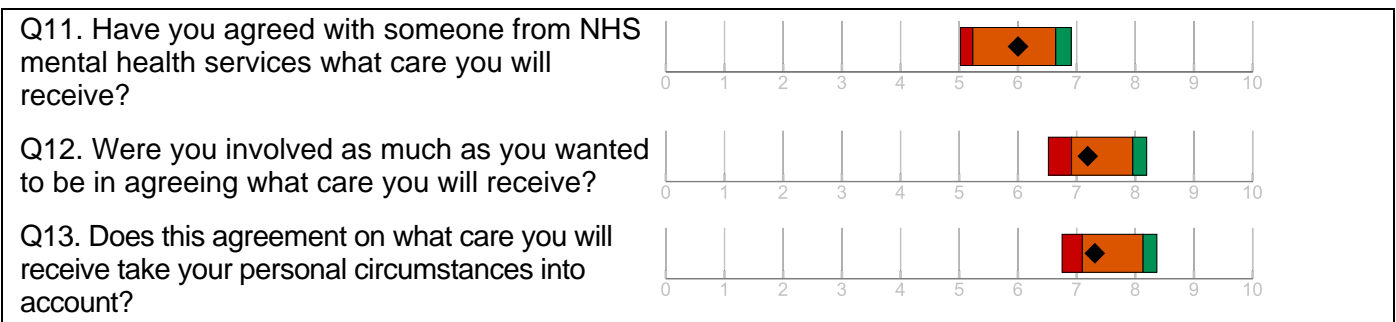 Q11. Have you agreed with someone from NHS
mental health services what care you will
receive?
0 1 2 3 4 5 6 7 8 9 10
Q12. Were you involved as much as you wanted
to be in agreeing what care you will receive?
0 1 2 3 4 5 6 7 8 9 10
Q13. Does this agreement on what care you will
receive take your personal circumstances into
account?
0 1 2 3 4 5 6 7 8 9 10